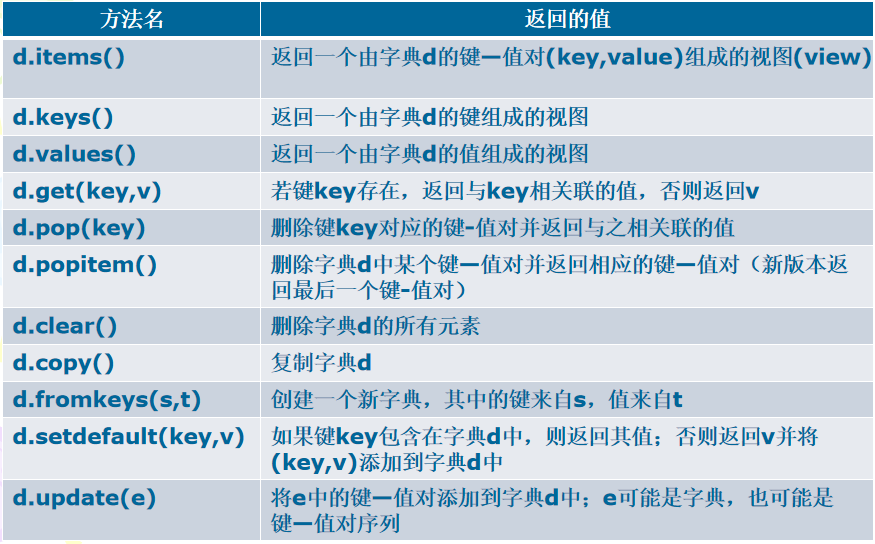 方法名 返回的值
d.items() 返回一个由字典d的键—值对(key,value)组成的视图(view)
d.keys() 返回一个由字典d的键组成的视图
d.values() 返回一个由字典d的值组成的视图
d.get(key,v) 若键key存在，返回与key相关联的值，否则返回v
d.pop(key) 删除键key对应的键-值对并返回与之相关联的值
d.popitem() 删除字典d中某个键—值对并返回相应的键—值对（新版本返
回最后一个键-值对）
d.clear() 删除字典d的所有元素
d.copy() 复制字典d
d.fromkeys(s,t) 创建一个新字典，其中的键来自s，值来自t
d.setdefault(key,v) 如果键key包含在字典d中，则返回其值；否则返回v并将
(key,v)添加到字典d中
d.update(e) 将e中的键—值对添加到字典d中；e可能是字典，也可能是
键—值对序列